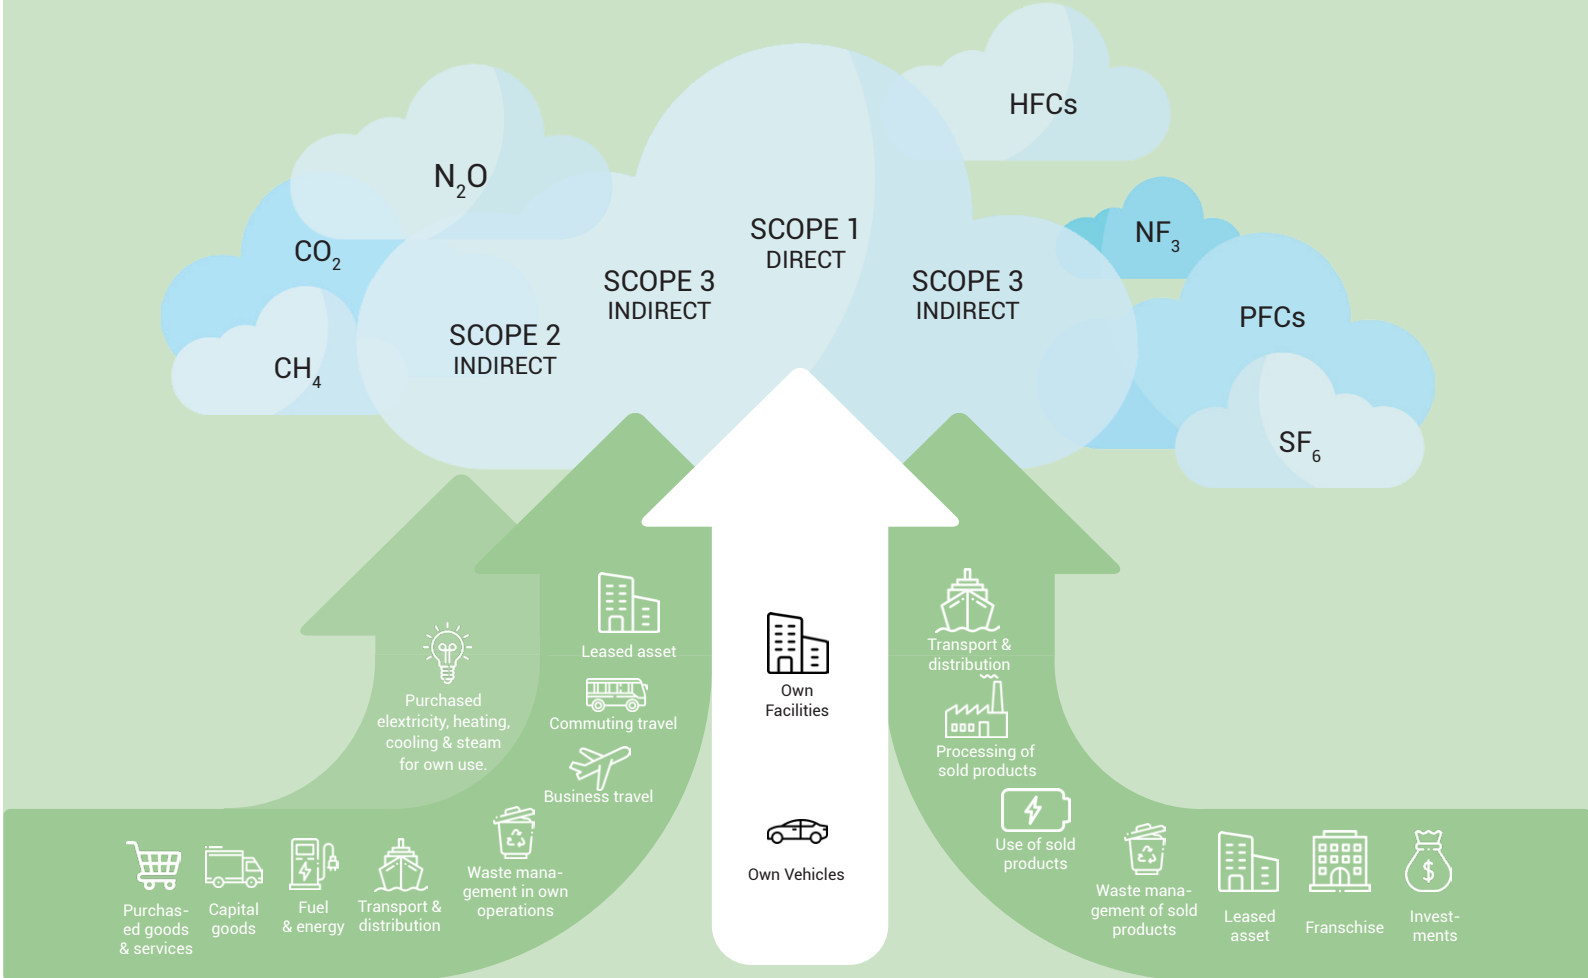 HFCs
N₂O
CO₂
CH₄
SCOPE 1
DIRECT
SCOPE 3
INDIRECT
SCOPE 2
INDIRECT
SCOPE 3
INDIRECT
NF₃
PFCs
SF₆
Purchased
elextricity, heating,
cooling & steam
for own use.
Leased asset
Commuting travel
Business travel
Waste mana-
gement in own
operations
Transport &
distribution
Fuel
& energy
Capital
goods
Purchas-
ed goods
& services
Own
Facilities
Own Vehicles
Transport &
distribution
Processing of
sold products
Use of sold
products
Waste mana-
gement of sold
products
Leased
asset
Franschise
Invest-
ments
$